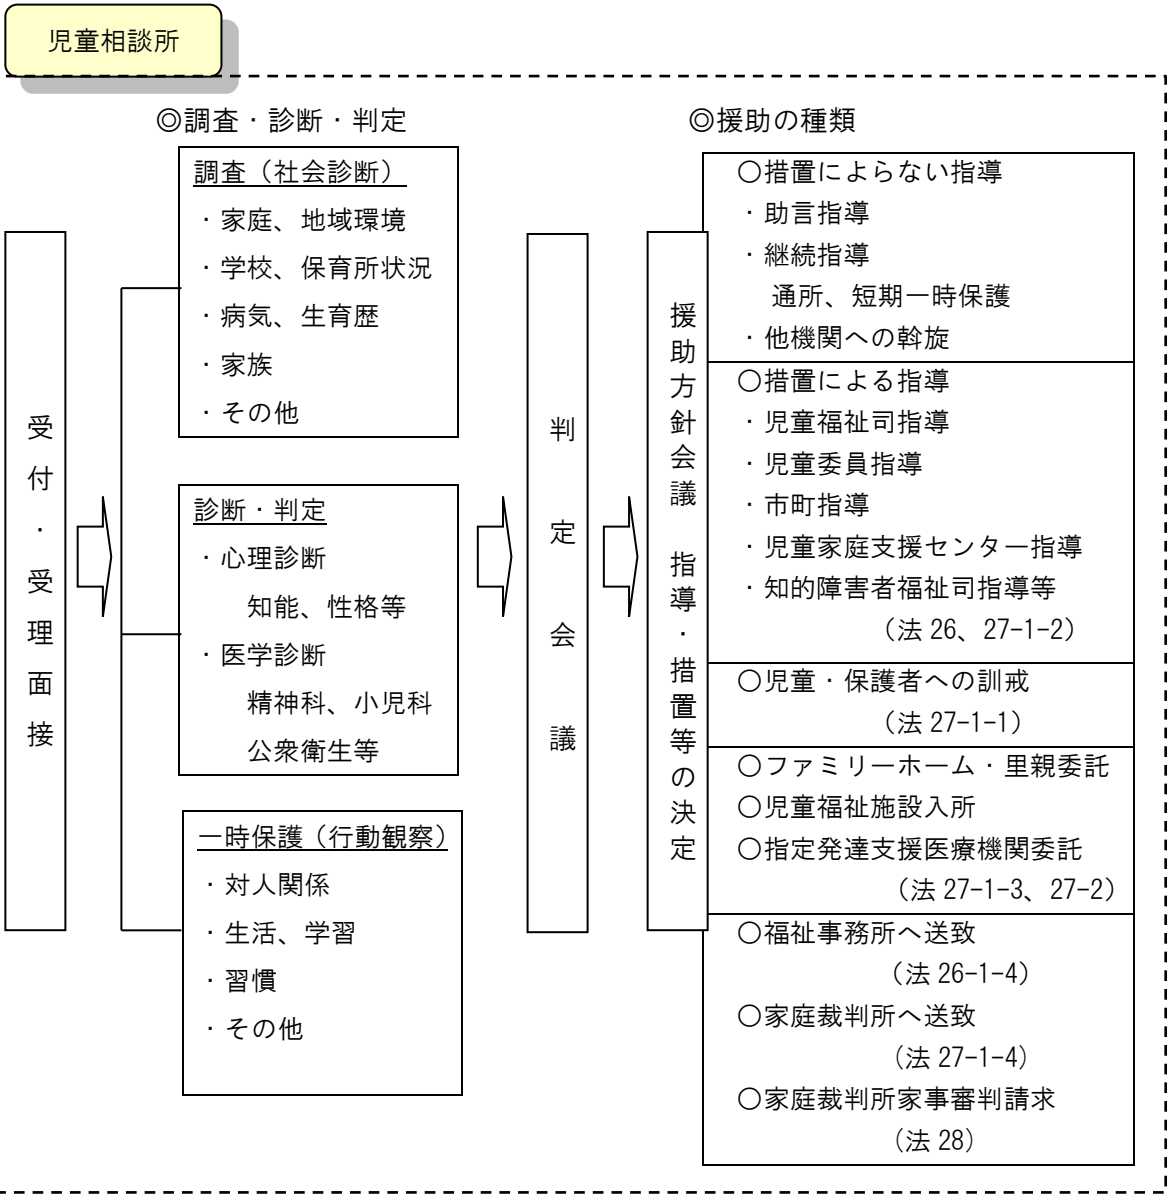 児童相談所
◎調査・診断・判定
◎援助の種類
受付・受理面接
調査（社会診断）
・家庭、地域環境
・学校、保育所状況
・病気、生育歴
・家族
・その他
診断・判定
・心理診断
知能、性格等
・医学診断
精神科、小児科
公衆衛生等
一時保護（行動観察）
・対人関係
・生活、学習
・習慣
・その他
判定会議
援助方針会議　指導・措置等の決定
○措置によらない指導
・助言指導
・継続指導
通所、短期一時保護
・他機関への斡旋
○措置による指導
・児童福祉司指導
・児童委員指導
・市町指導
・児童家庭支援センター指導
・知的障害者福祉司指導等
（法 26、27-1-2）
○児童・保護者への訓戒
（法 27-1-1）
○ファミリーホーム・里親委託
○児童福祉施設入所
○指定発達支援医療機関委託
（法 27-1-3、27-2）
○福祉事務所へ送致
（法 26-1-4）
○家庭裁判所へ送致
（法 27-1-4）
○家庭裁判所家事審判請求
（法 28）